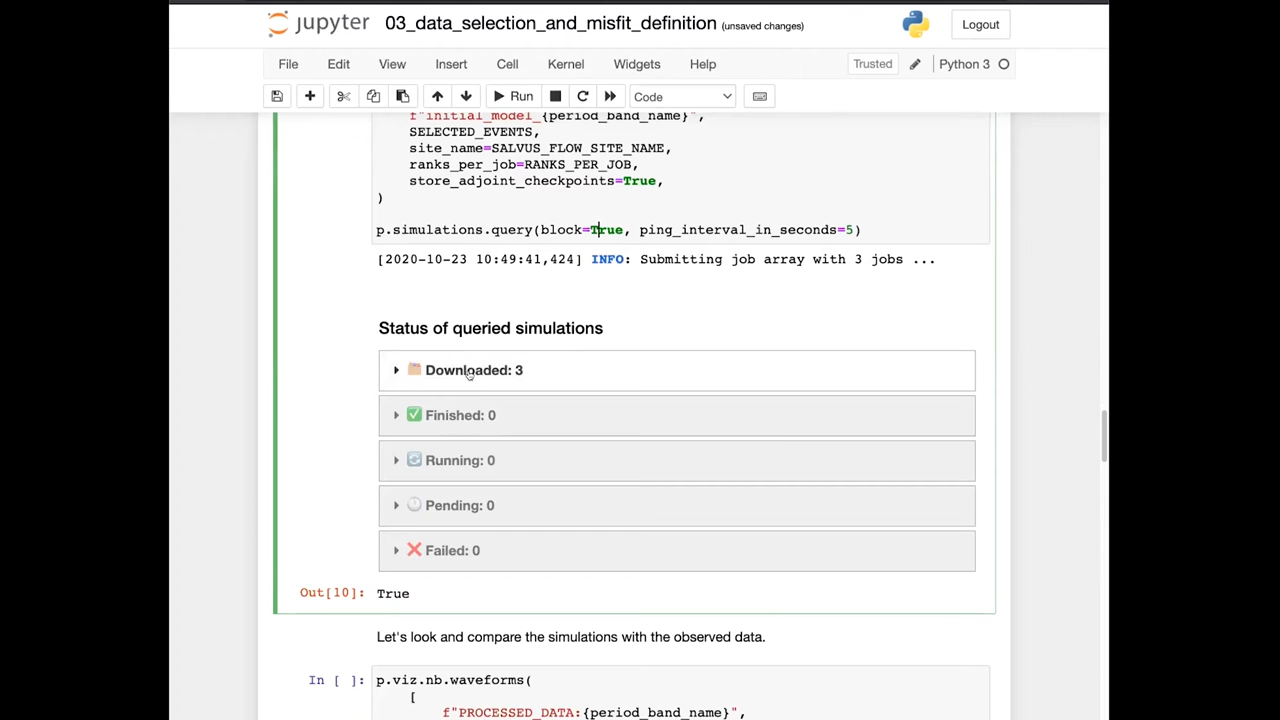 jupyter 03_data_selection_and_misfit_definition (unsaved changes) Logout
File Edit View Insert Cell Kernel Widgets Help Trusted Python 3
Run Code
f"initial_model_{period_band_name}",
SELECTED_EVENTS,
site_name=SALVUS_FLOW_SITE_NAME,
ranks_per_job=RANKS_PER_JOB,
store_adjoint_checkpoints=True,
)
p.simulations.query(block=True, ping_interval_in_seconds=5)
[2020-10-23 10:49:41,424] INFO: Submitting job array with 3 jobs ...
Status of queried simulations
Downloaded: 3
Finished: 0
Running: 0
Pending: 0
Failed: 0
Out[10]: True
Let's look and compare the simulations with the observed data.
In [ ]: p.viz.nb.waveforms(
[
f"PROCESSED_DATA:{period_band_name}",